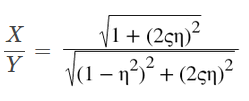 X/Y = √(1 + (2ςη)²) / √((1 − η²)² + (2ςη)²)